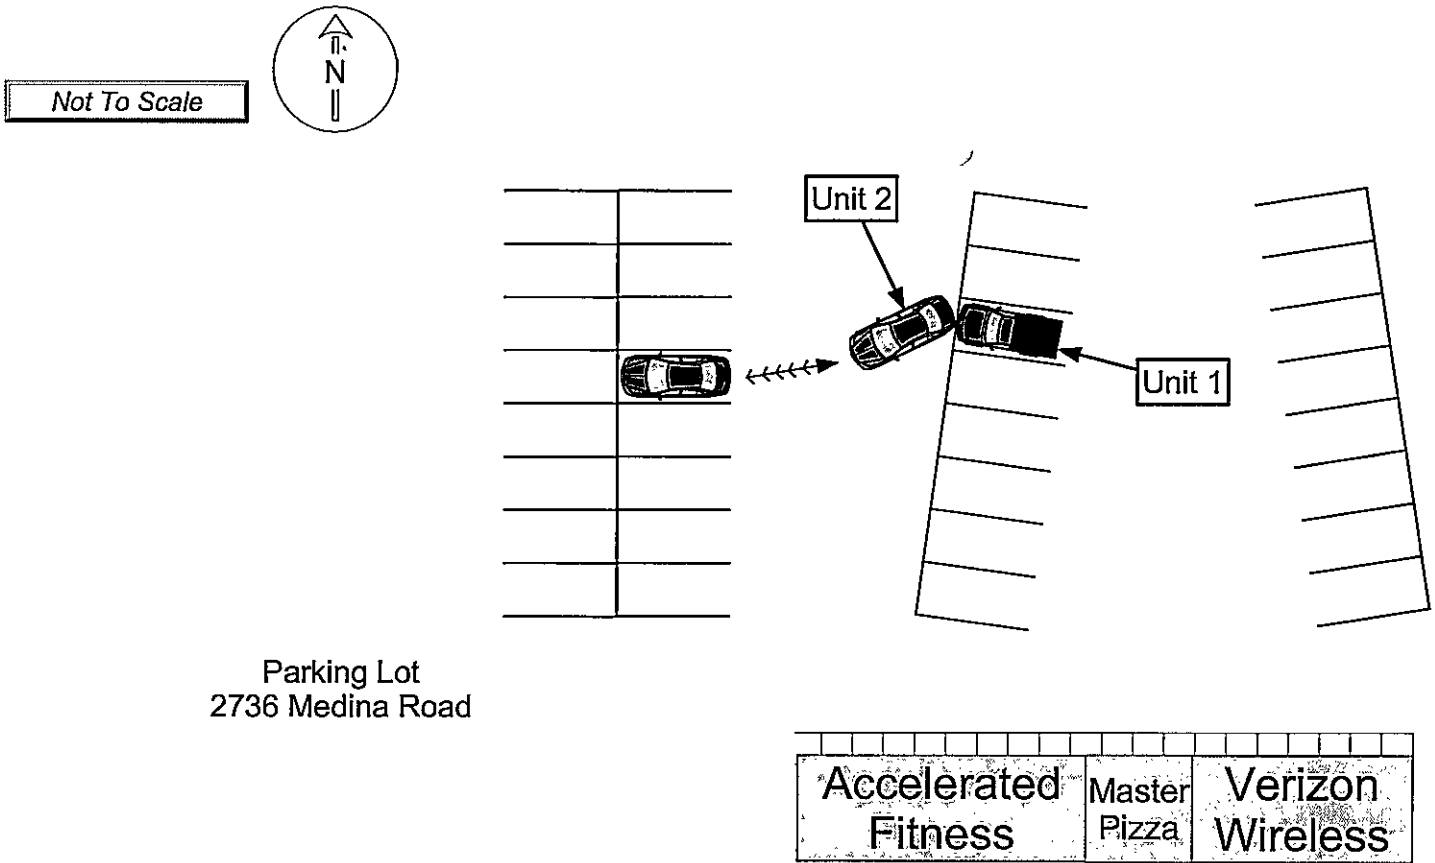 N
Not To Scale
Unit 2
Unit 1
Parking Lot
2736 Medina Road
Accelerated
Fitness
Master
Pizza
Verizon
Wireless